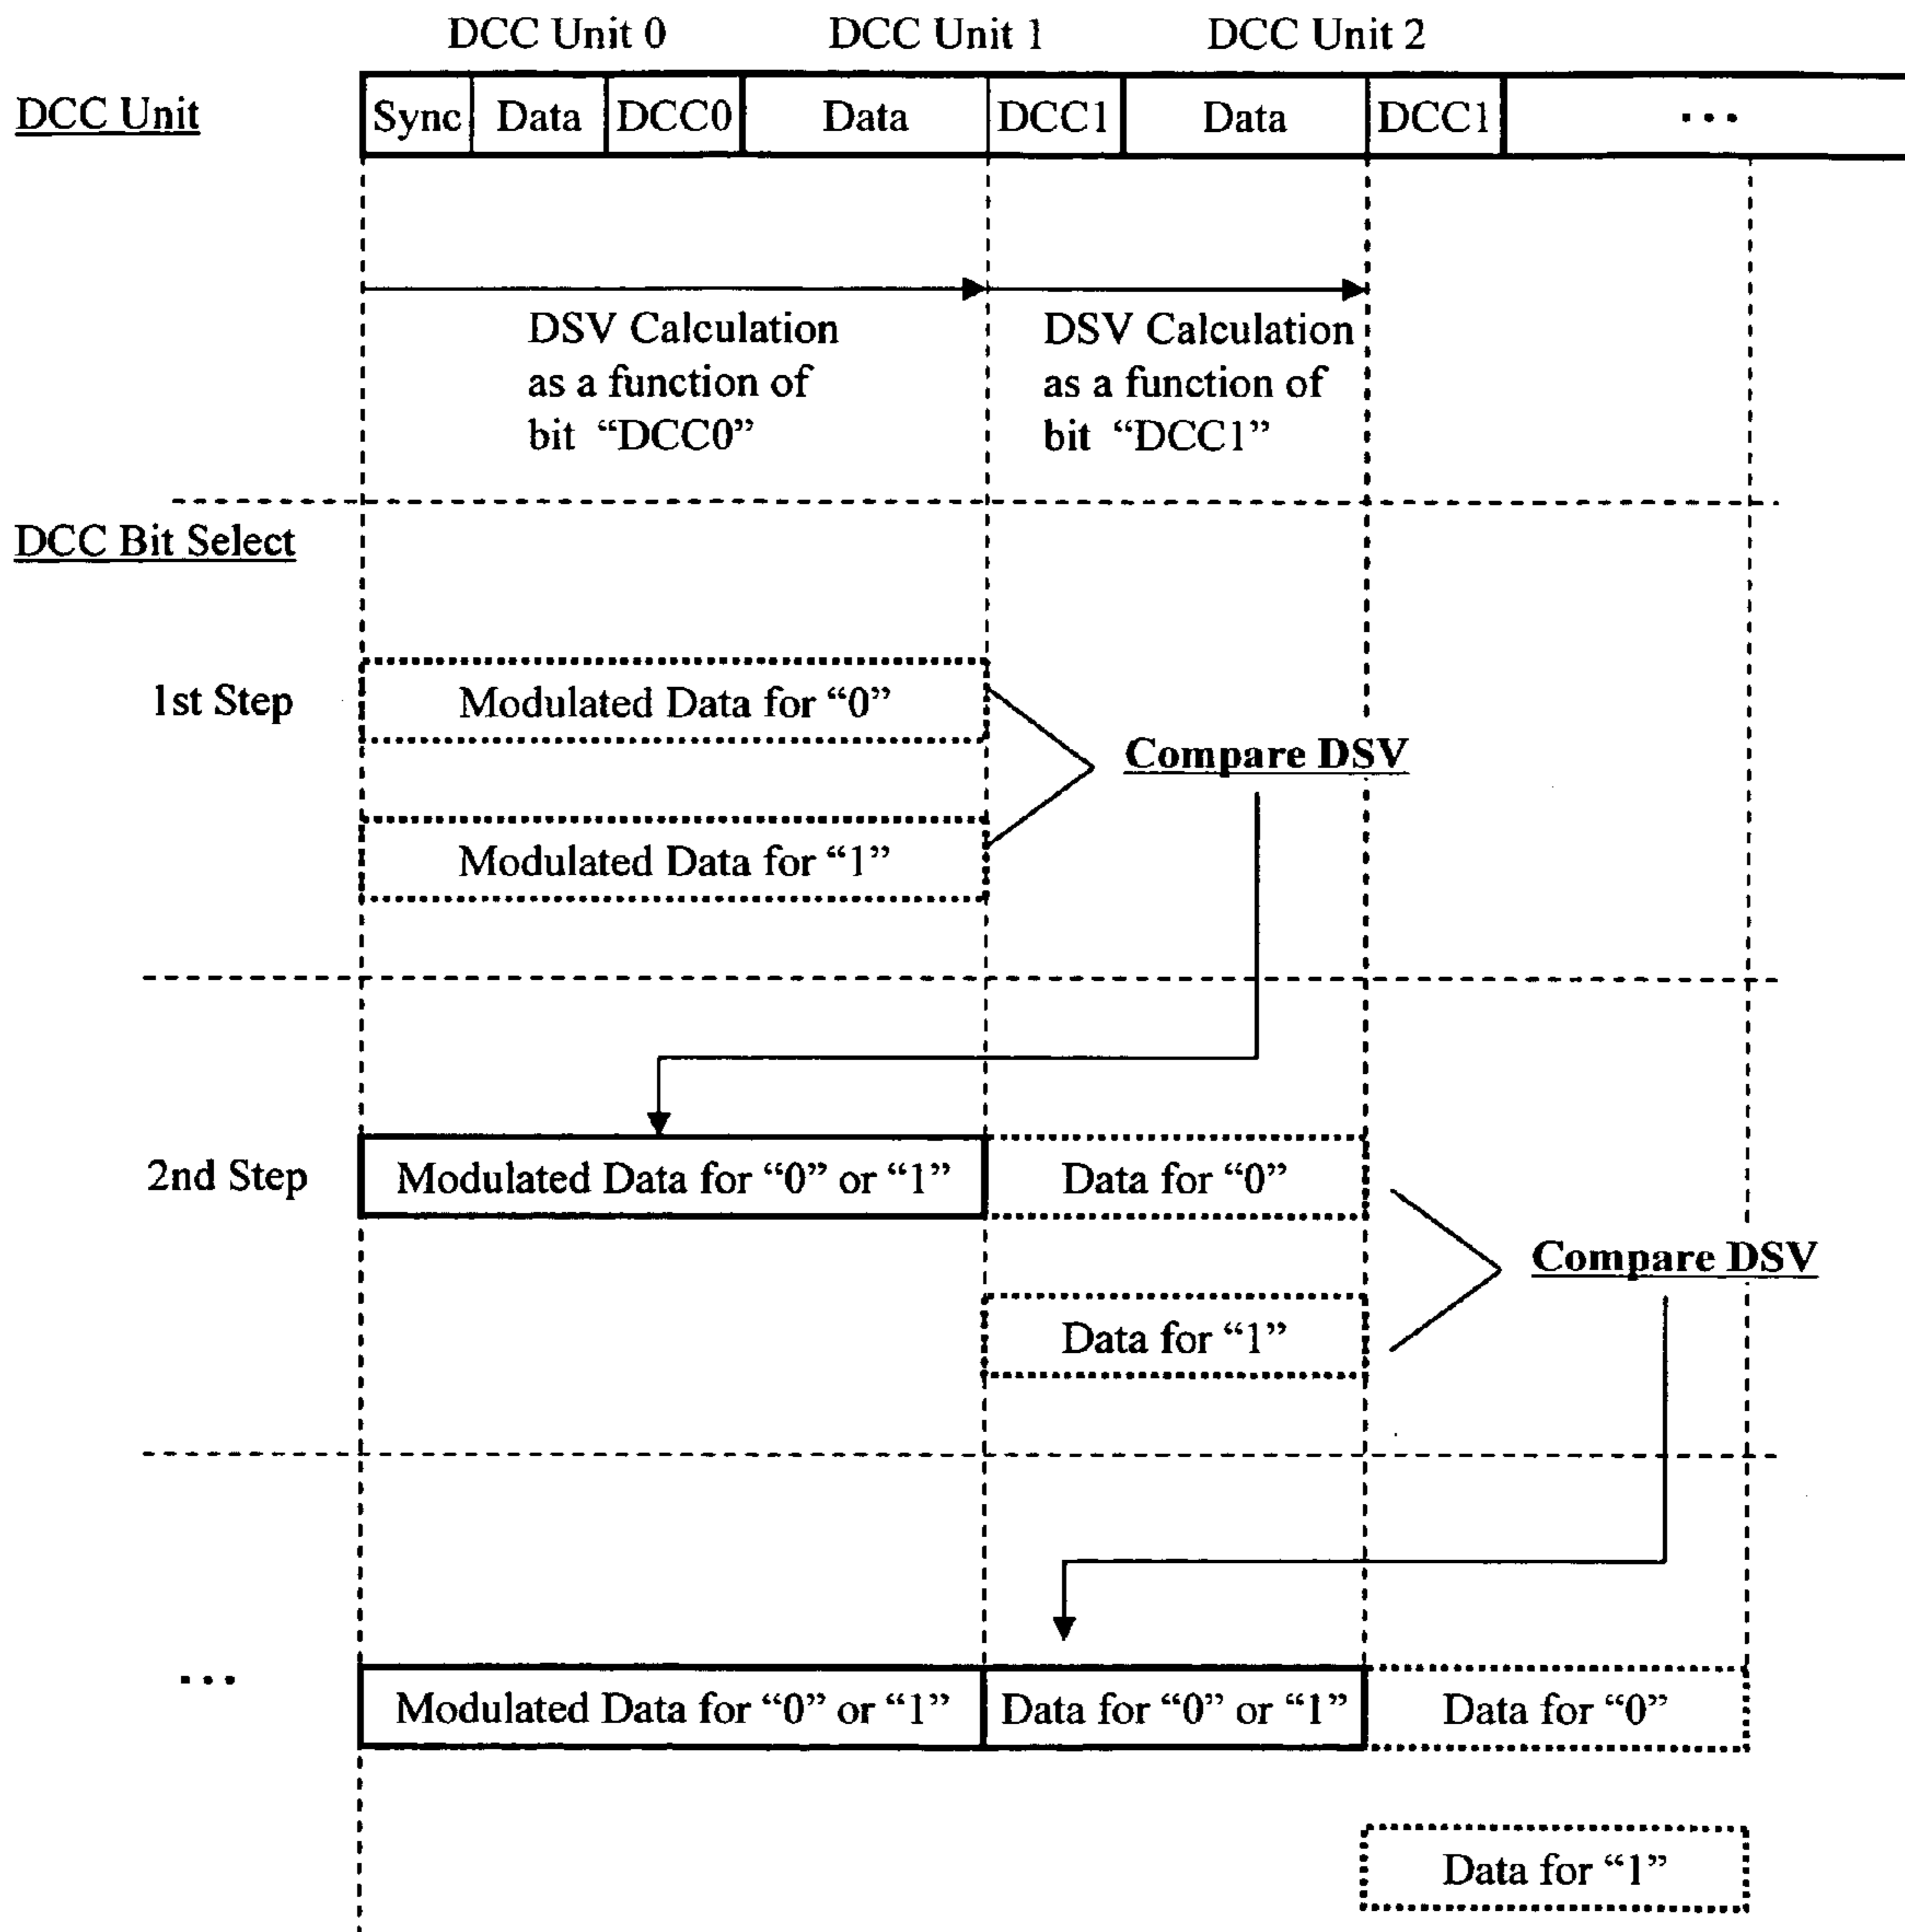 DCC Unit 0 DCC Unit 1 DCC Unit 2
DCC Unit Sync Data DCC0 Data DCC1 Data DCC1 ...
DSV Calculation
as a function of
bit “DCC0”
DSV Calculation
as a function of
bit “DCC1”
DCC Bit Select
1st Step
Modulated Data for “0”
Compare DSV
Modulated Data for “1”
2nd Step
Modulated Data for “0” or “1” Data for “0”
Compare DSV
Data for “1”
... Modulated Data for “0” or “1” Data for “0” or “1” Data for “0”
Data for “1”